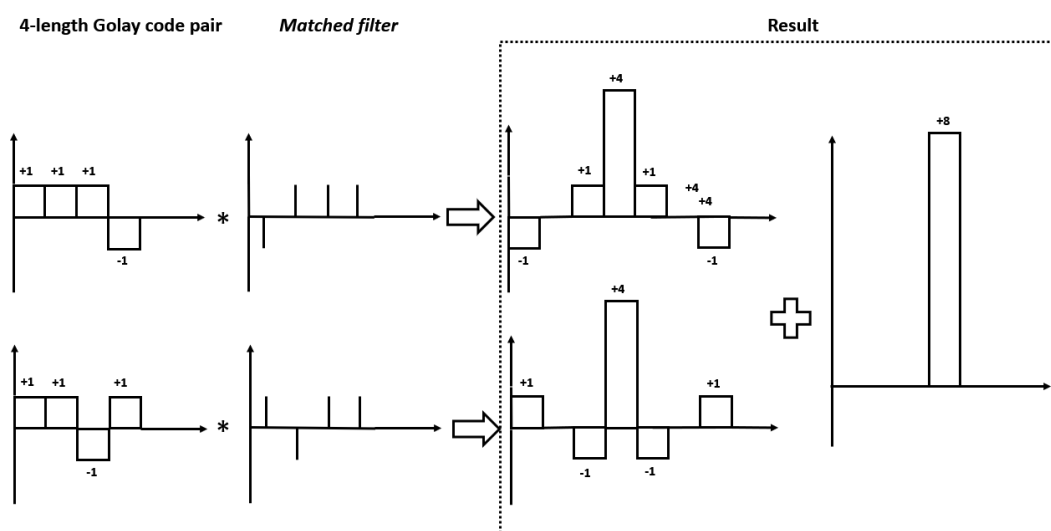 4-length Golay code pair
Matched filter
Result
+1 +1 +1
-1
*
+4
+1 +1
+4
+4
-1 -1
+8
+1 +1 +1
-1
*
+4
+1 +1
-1 -1